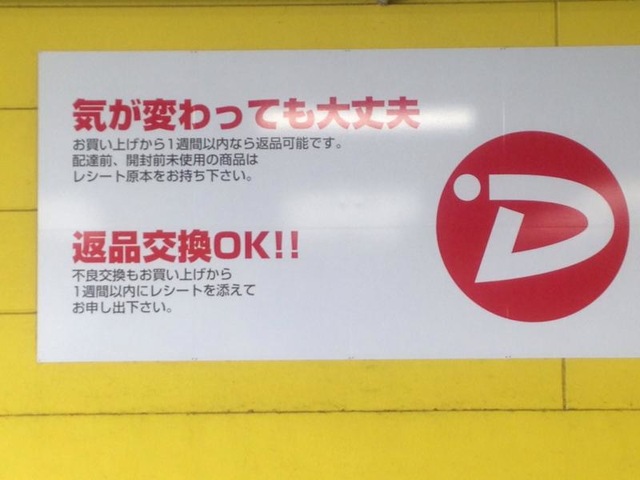 気が変わっても大丈夫
お買い上げから1週間以内なら返品可能です。
配達前、開封前未使用の商品は
レシート原本をお持ち下さい。
返品交換OK!!
不良交換もお買い上げから
1週間以内にレシートを添えて
お申し出下さい。
D